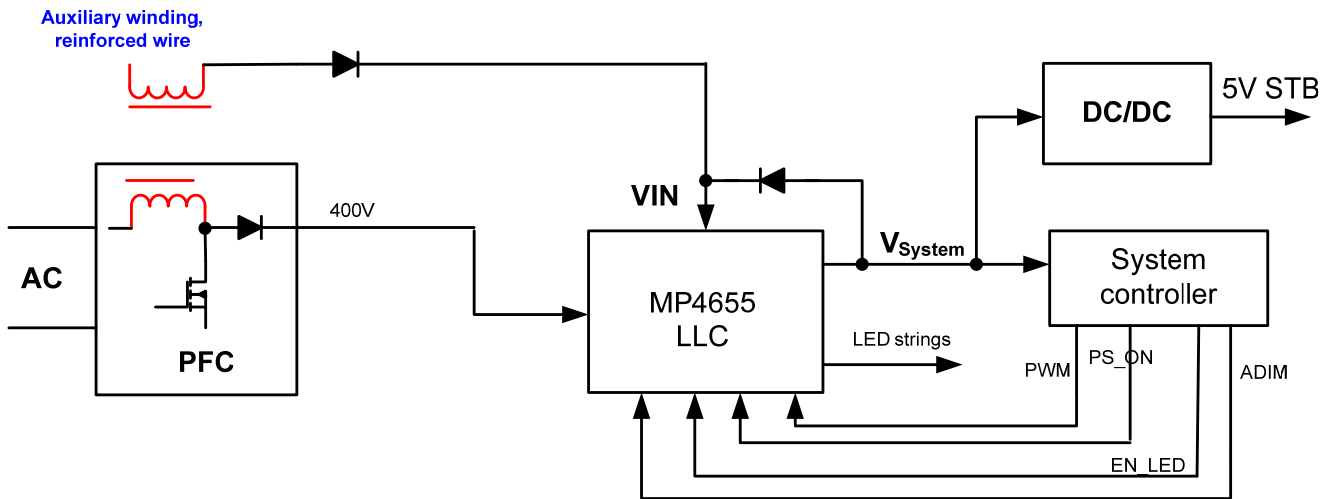 Auxiliary winding,
reinforced wire
DC/DC
5V STB
VIN
400V
VSystem
AC
PFC
MP4655
LLC
System
controller
LED strings
PWM
PS_ON
ADIM
EN_LED